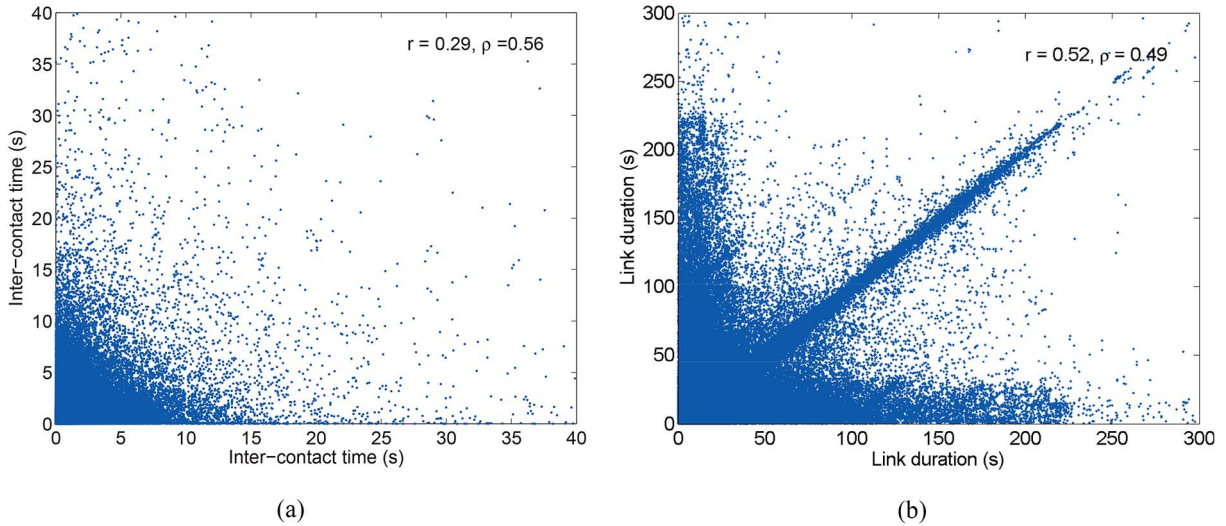 r = 0.29, ρ =0.56
40
35
30
25
20
15
10
5
0
Inter−contact time (s)
0 5 10 15 20 25 30 35 40
Inter−contact time (s)
(a)
r = 0.52, ρ = 0.49
300
250
200
150
100
50
0
Link duration (s)
0 50 100 150 200 250 300
Link duration (s)
(b)